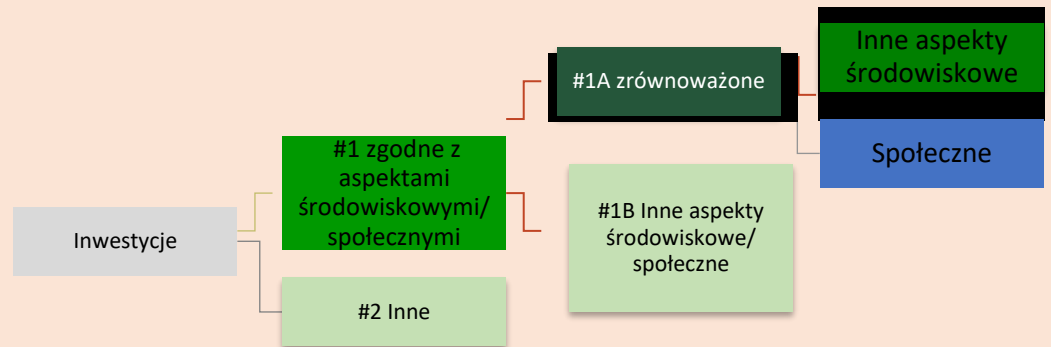 Inwestycje
#1 zgodne z
aspektami
środowiskowymi/
społecznymi
#2 Inne
#1A zrównoważone
#1B Inne aspekty
środowiskowe/
społeczne
Inne aspekty
środowiskowe
Społeczne